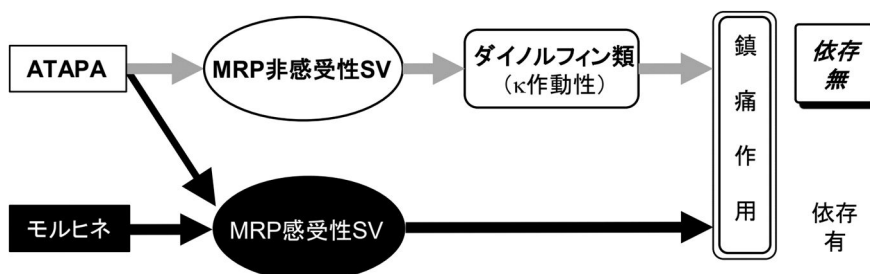 ATAPA
MRP非感受性SV
ダイノルフィン類
（κ作動性）
鎮
痛
作
用
依存
無
モルヒネ
MRP感受性SV
依存
有